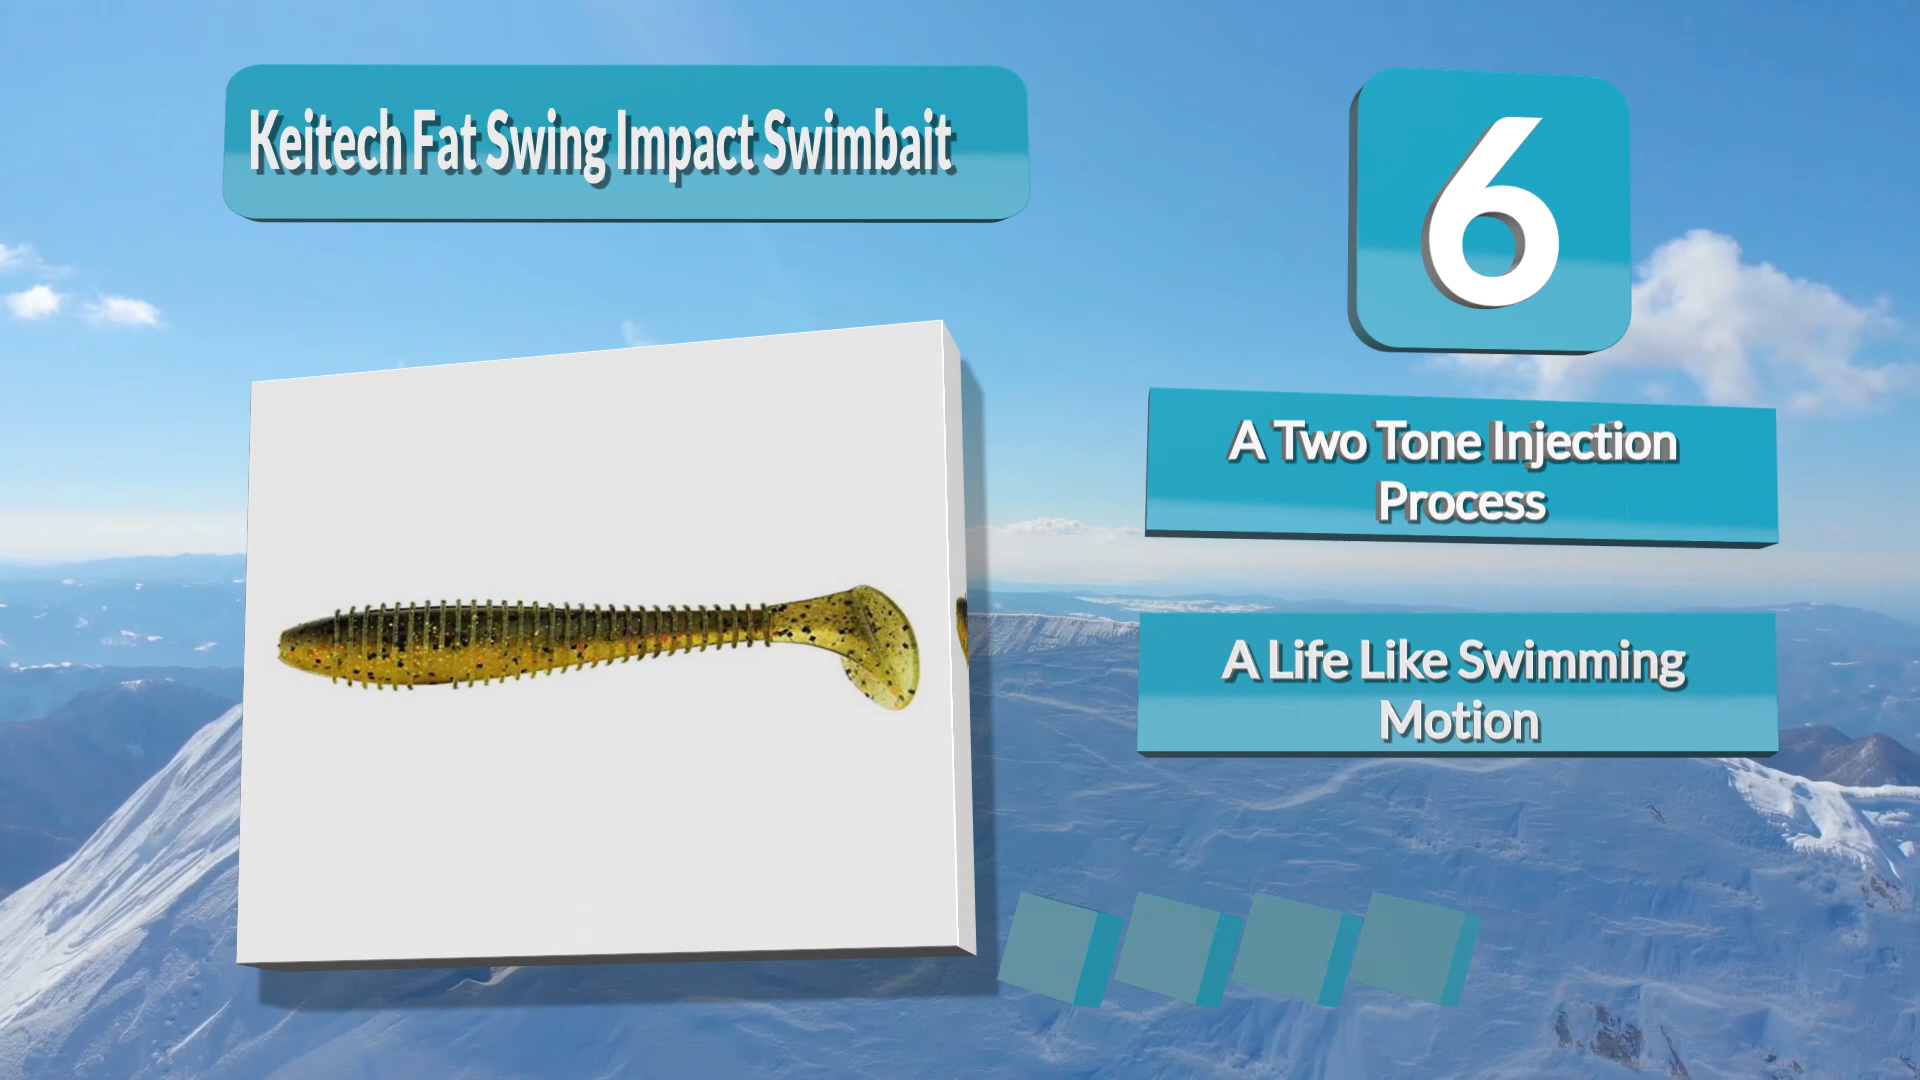 Keitech Fat Swing Impact Swimbait
6
A Two Tone Injection
Process
A Life Like Swimming
Motion